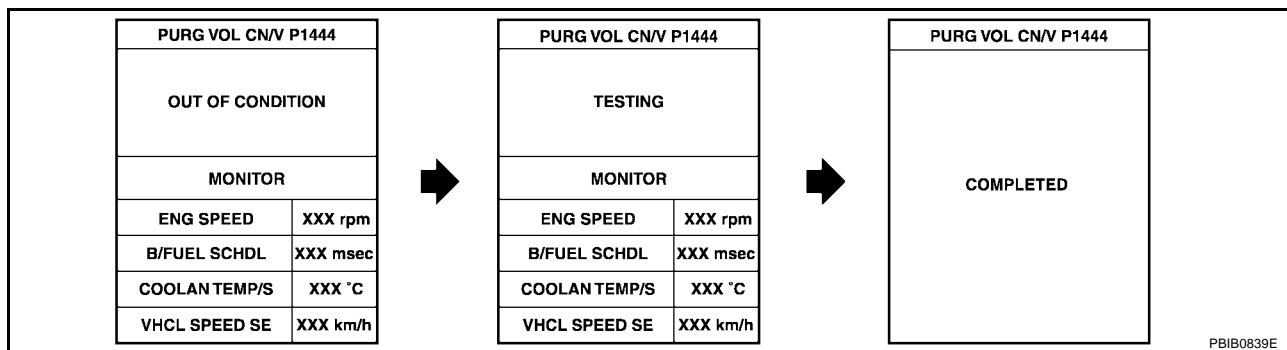 PURG VOL CN/V P1444
OUT OF CONDITION
MONITOR
ENG SPEED XXX rpm
B/FUEL SCHDL XXX msec
COOLAN TEMP/S XXX °C
VHCL SPEED SE XXX km/h
PURG VOL CN/V P1444
TESTING
MONITOR
ENG SPEED XXX rpm
B/FUEL SCHDL XXX msec
COOLAN TEMP/S XXX °C
VHCL SPEED SE XXX km/h
PURG VOL CN/V P1444
COMPLETED
PBIB0839E